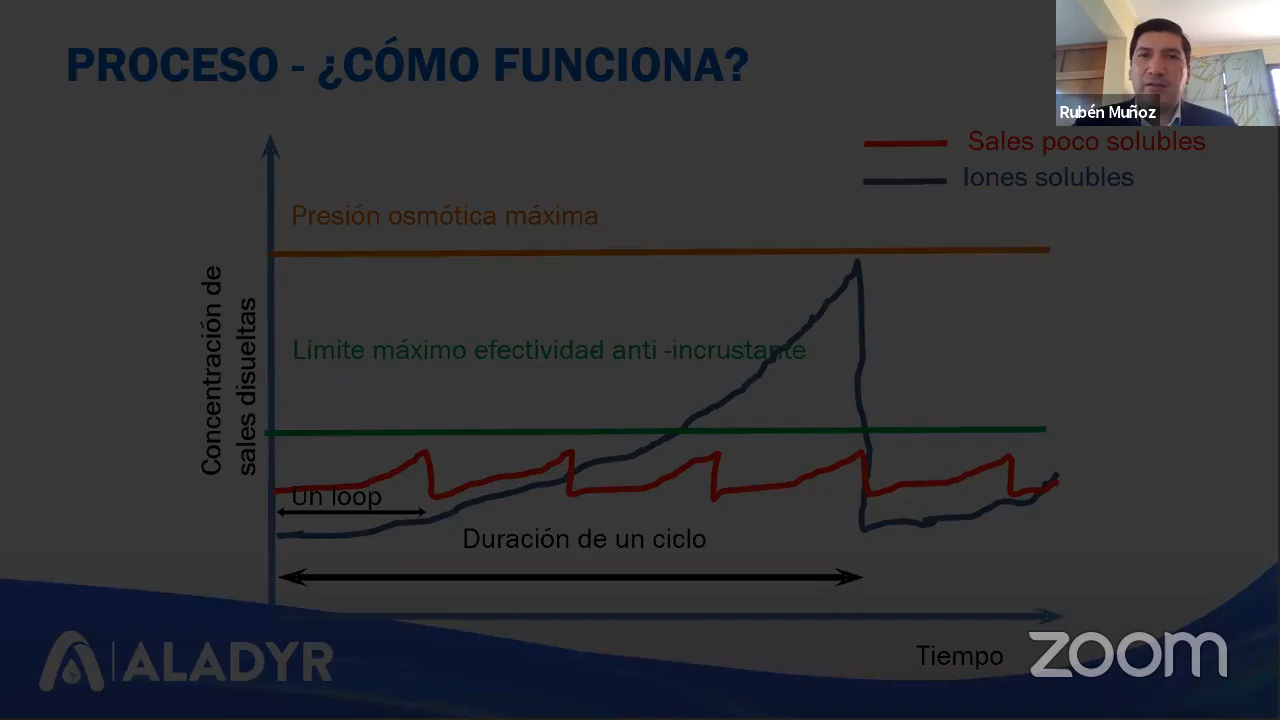 PROCESO - ¿CÓMO FUNCIONA?
Rubén Muñoz
Sales poco solubles
Iones solubles
Presión osmótica máxima
Concentración de
sales disueltas
Limite máximo efectividad anti -incrustante
Un loop
Duración de un ciclo
Tiempo
ALADYR
zoom